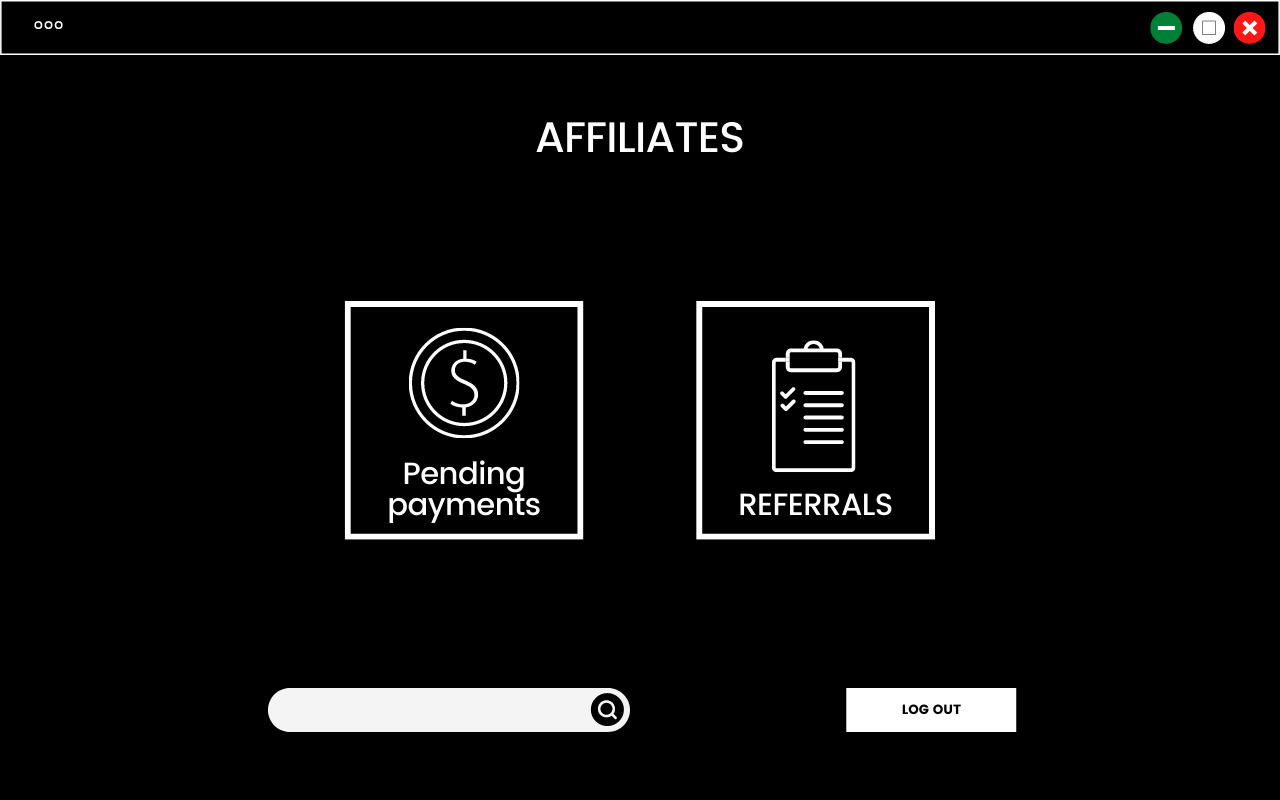 AFFILIATES
Pending
payments
REFERRALS
LOG OUT